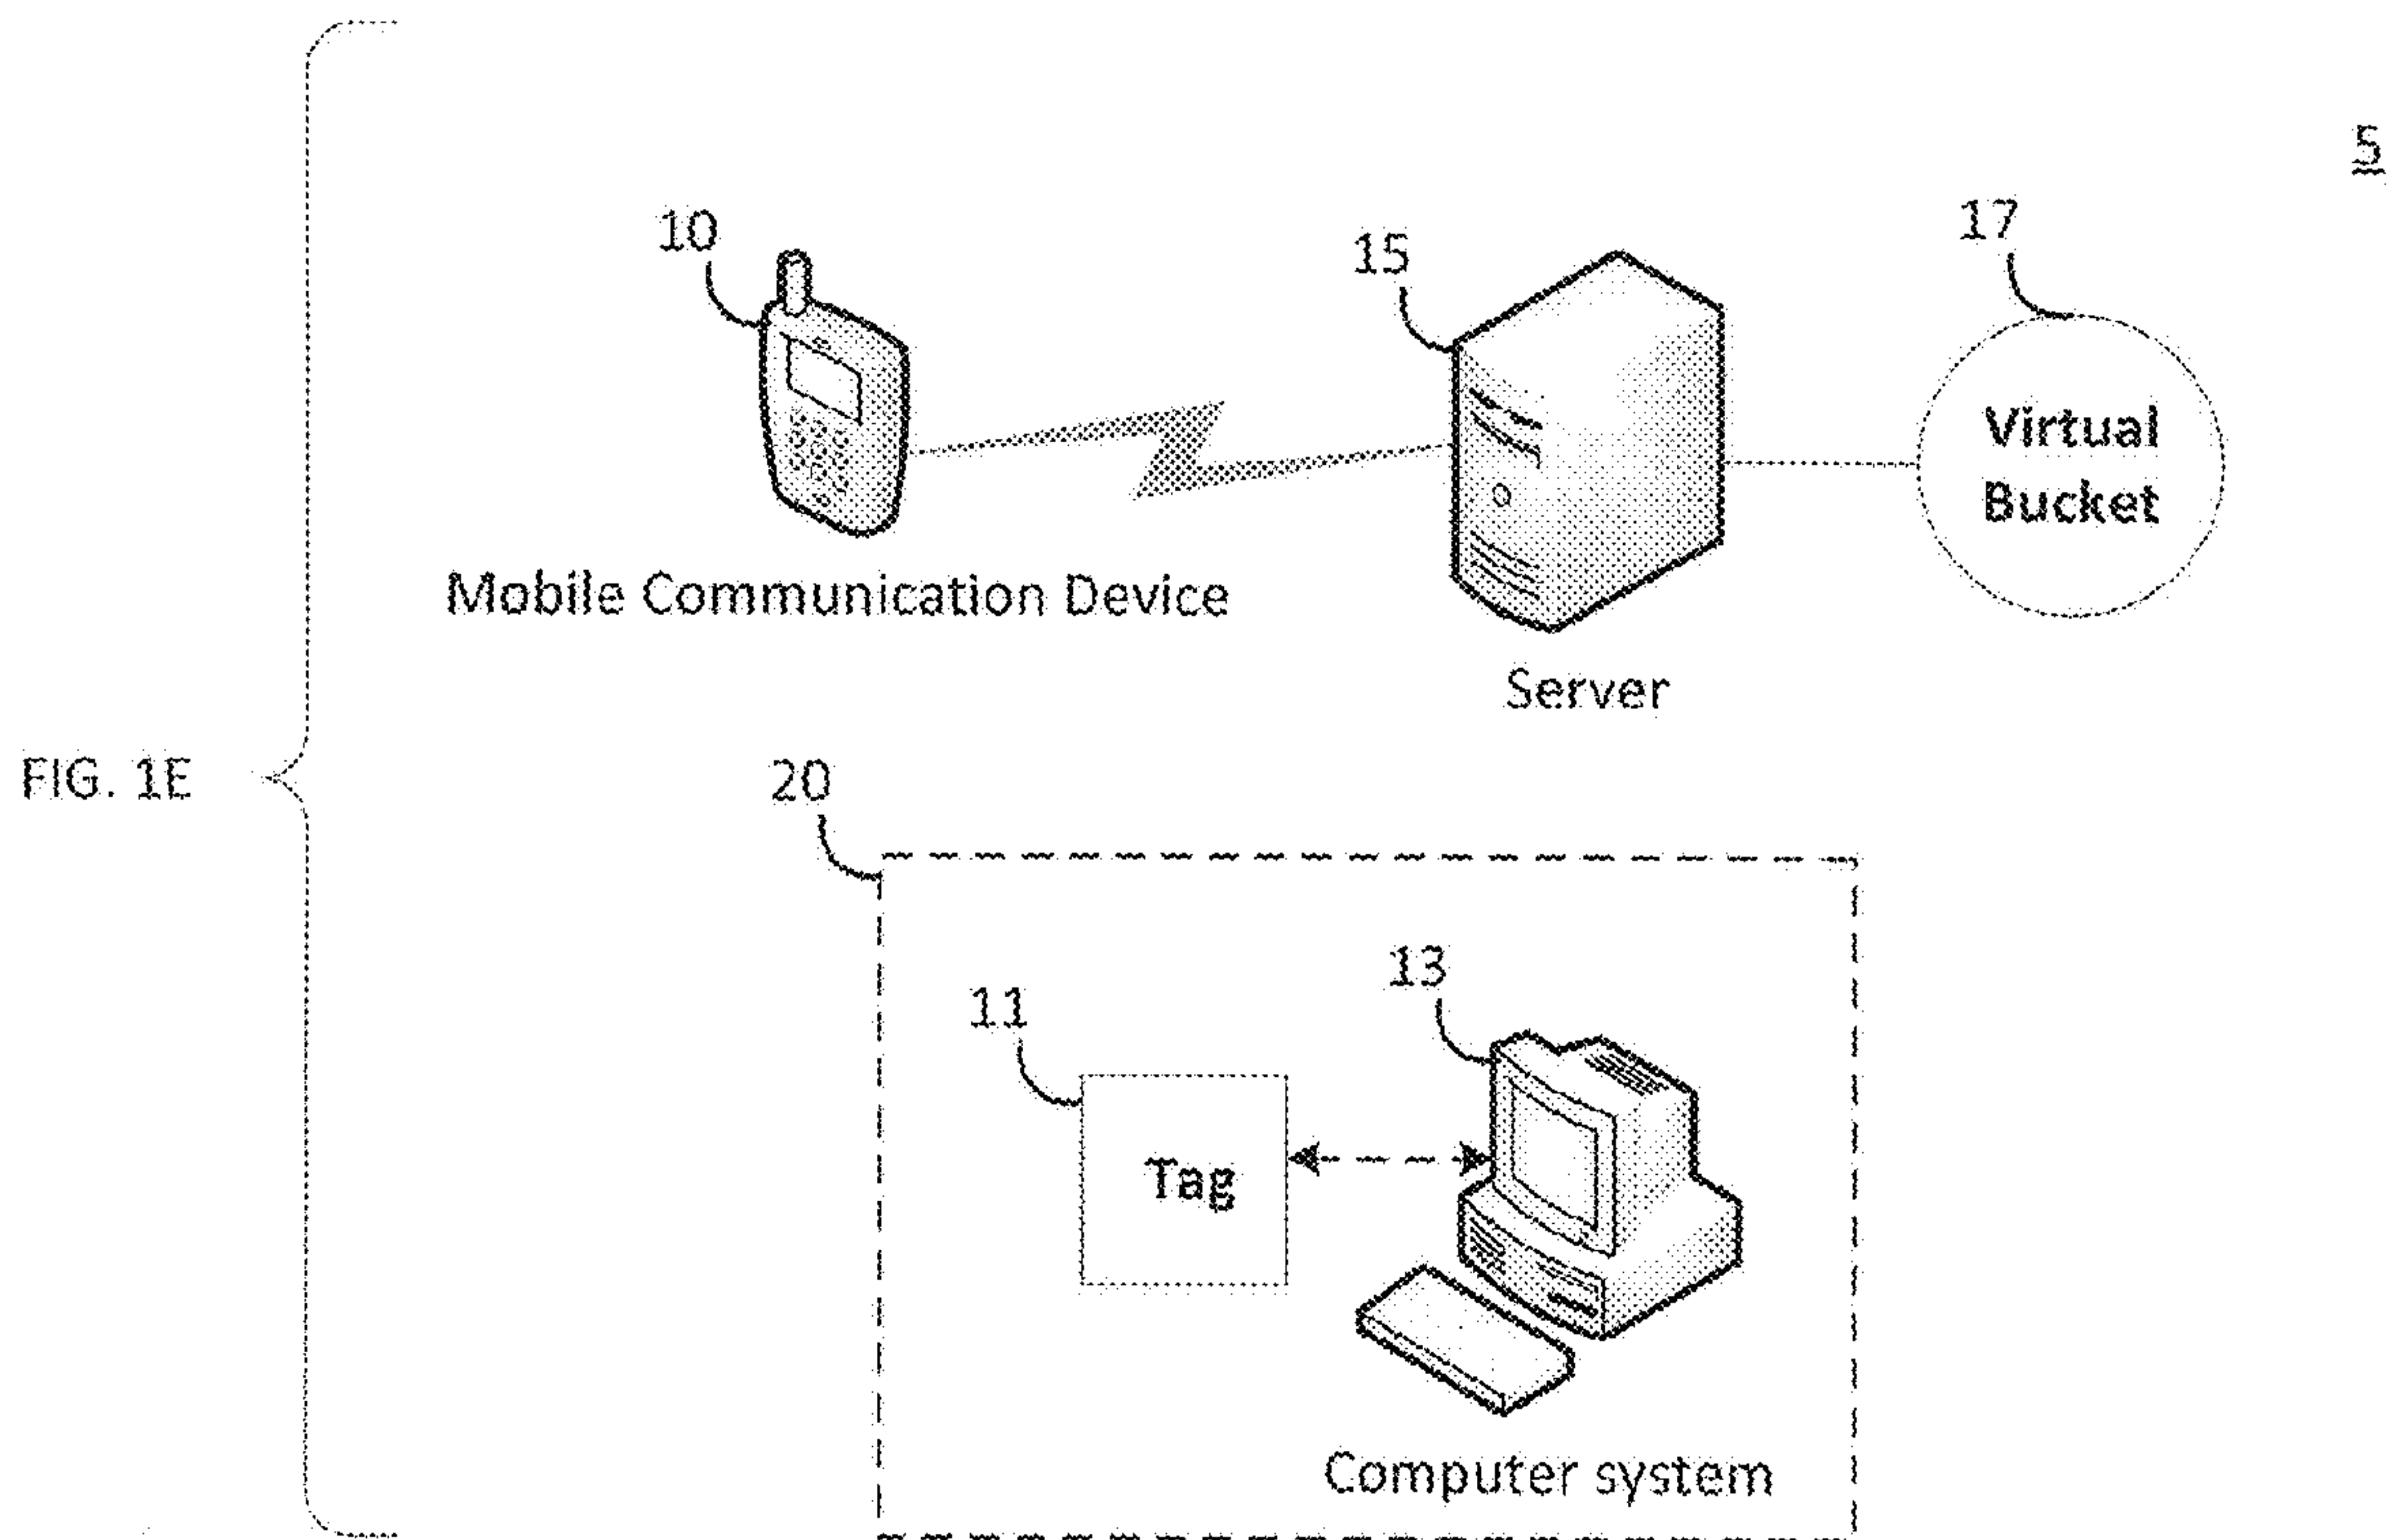 5
10
15
17
Virtual
Bucket
Mobile Communication Device
Server
FIG. 1E
20
13
11
Tag
Computer system